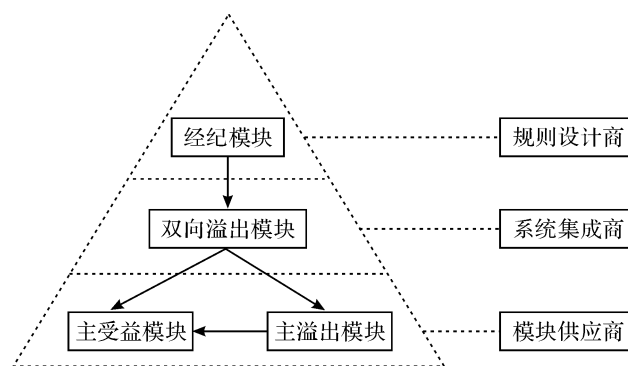 经纪模块
规则设计商
双向溢出模块
系统集成商
主受益模块
主溢出模块
模块供应商